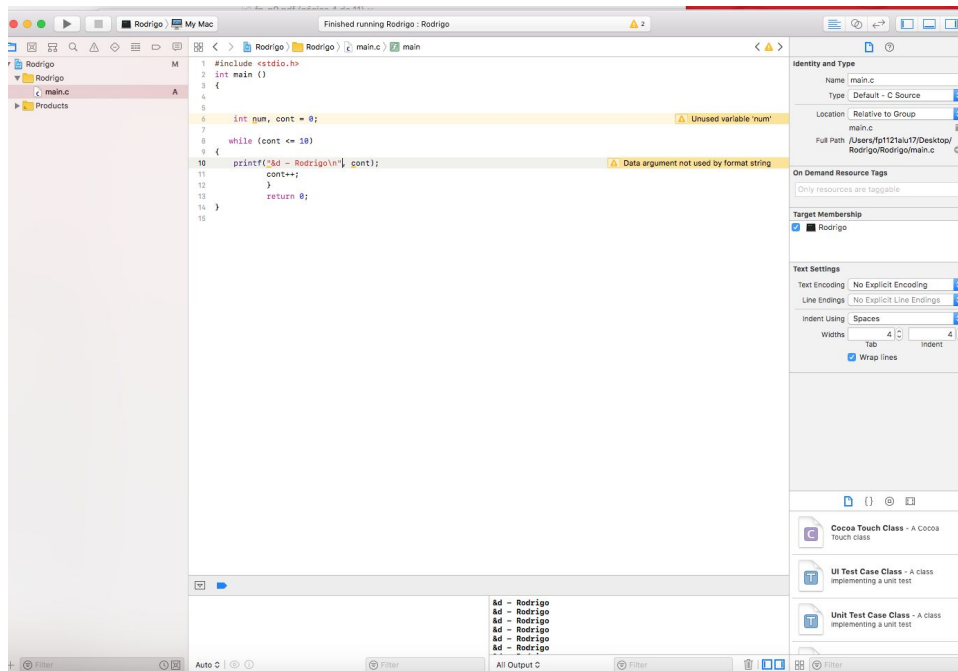 Rodrigo
My Mac
Finished running Rodrigo : Rodrigo
2
Rodrigo
M
Rodrigo
main.c
A
Products
Rodrigo
Rodrigo
main.c
main
1 #include <stdio.h>
2 int main ()
3 {
4
5
6 int num, cont = 0;
Unused variable 'num'
7
8 while (cont <= 10)
9 {
10 printf("&d – Rodrigo\n", cont);
Data argument not used by format string
11 cont++;
12 }
13 return 0;
14 }
15
Identity and Type
Name main.c
Type Default - C Source
Location Relative to Group
main.c
Full Path /Users/fp1121alu17/Desktop/
Rodrigo/Rodrigo/main.c
On Demand Resource Tags
Only resources are taggable
Target Membership
Rodrigo
Text Settings
Text Encoding No Explicit Encoding
Line Endings No Explicit Line Endings
Indent Using Spaces
Widths 4 4
Tab Indent
Wrap lines
{}
C
Cocoa Touch Class - A Cocoa
Touch class
T
UI Test Case Class - A class
implementing a unit test
T
Unit Test Case Class - A class
implementing a unit test
&d – Rodrigo
&d – Rodrigo
&d – Rodrigo
&d – Rodrigo
&d – Rodrigo
&d – Rodrigo
Filter
Auto
Filter
All Output
Filter
Filter